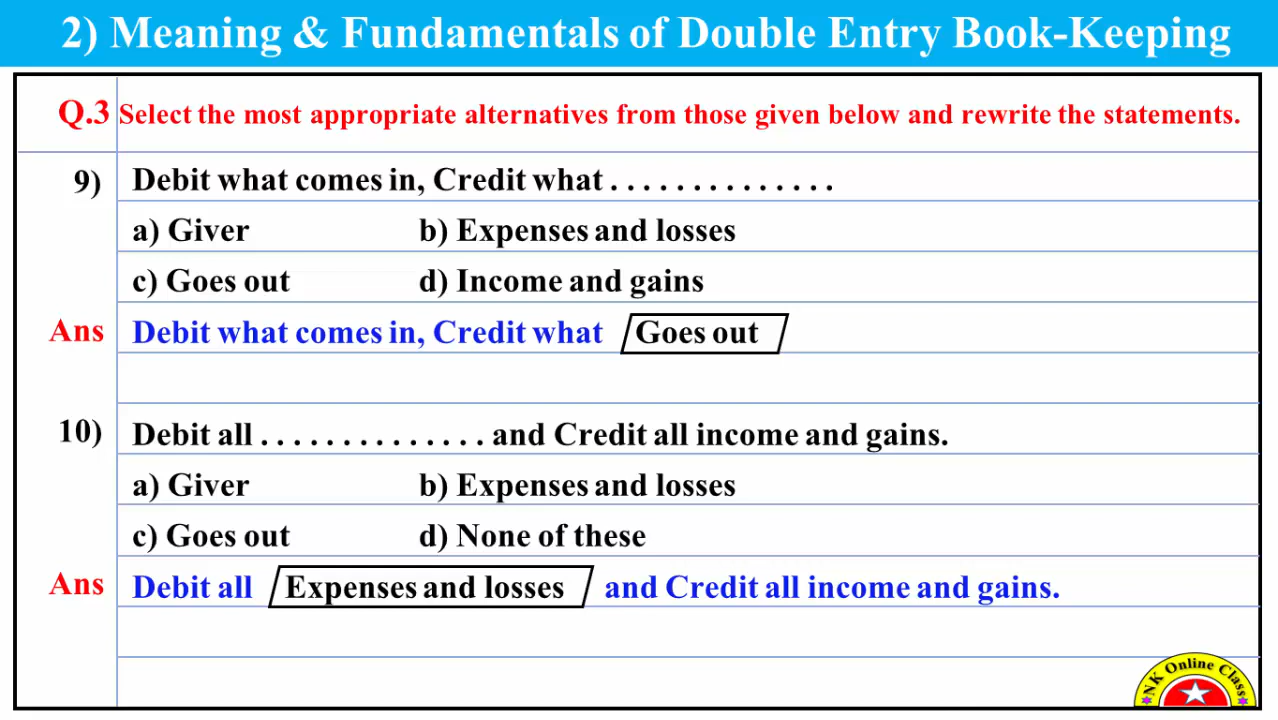 2) Meaning & Fundamentals of Double Entry Book-Keeping
Q.3 Select the most appropriate alternatives from those given below and rewrite the statements.
9) Debit what comes in, Credit what . . . . . . . . . . . . . .
a) Giver b) Expenses and losses
c) Goes out d) Income and gains
Ans Debit what comes in, Credit what Goes out
10) Debit all . . . . . . . . . . . . . . and Credit all income and gains.
a) Giver b) Expenses and losses
c) Goes out d) None of these
Ans Debit all Expenses and losses and Credit all income and gains.
NK Online Class